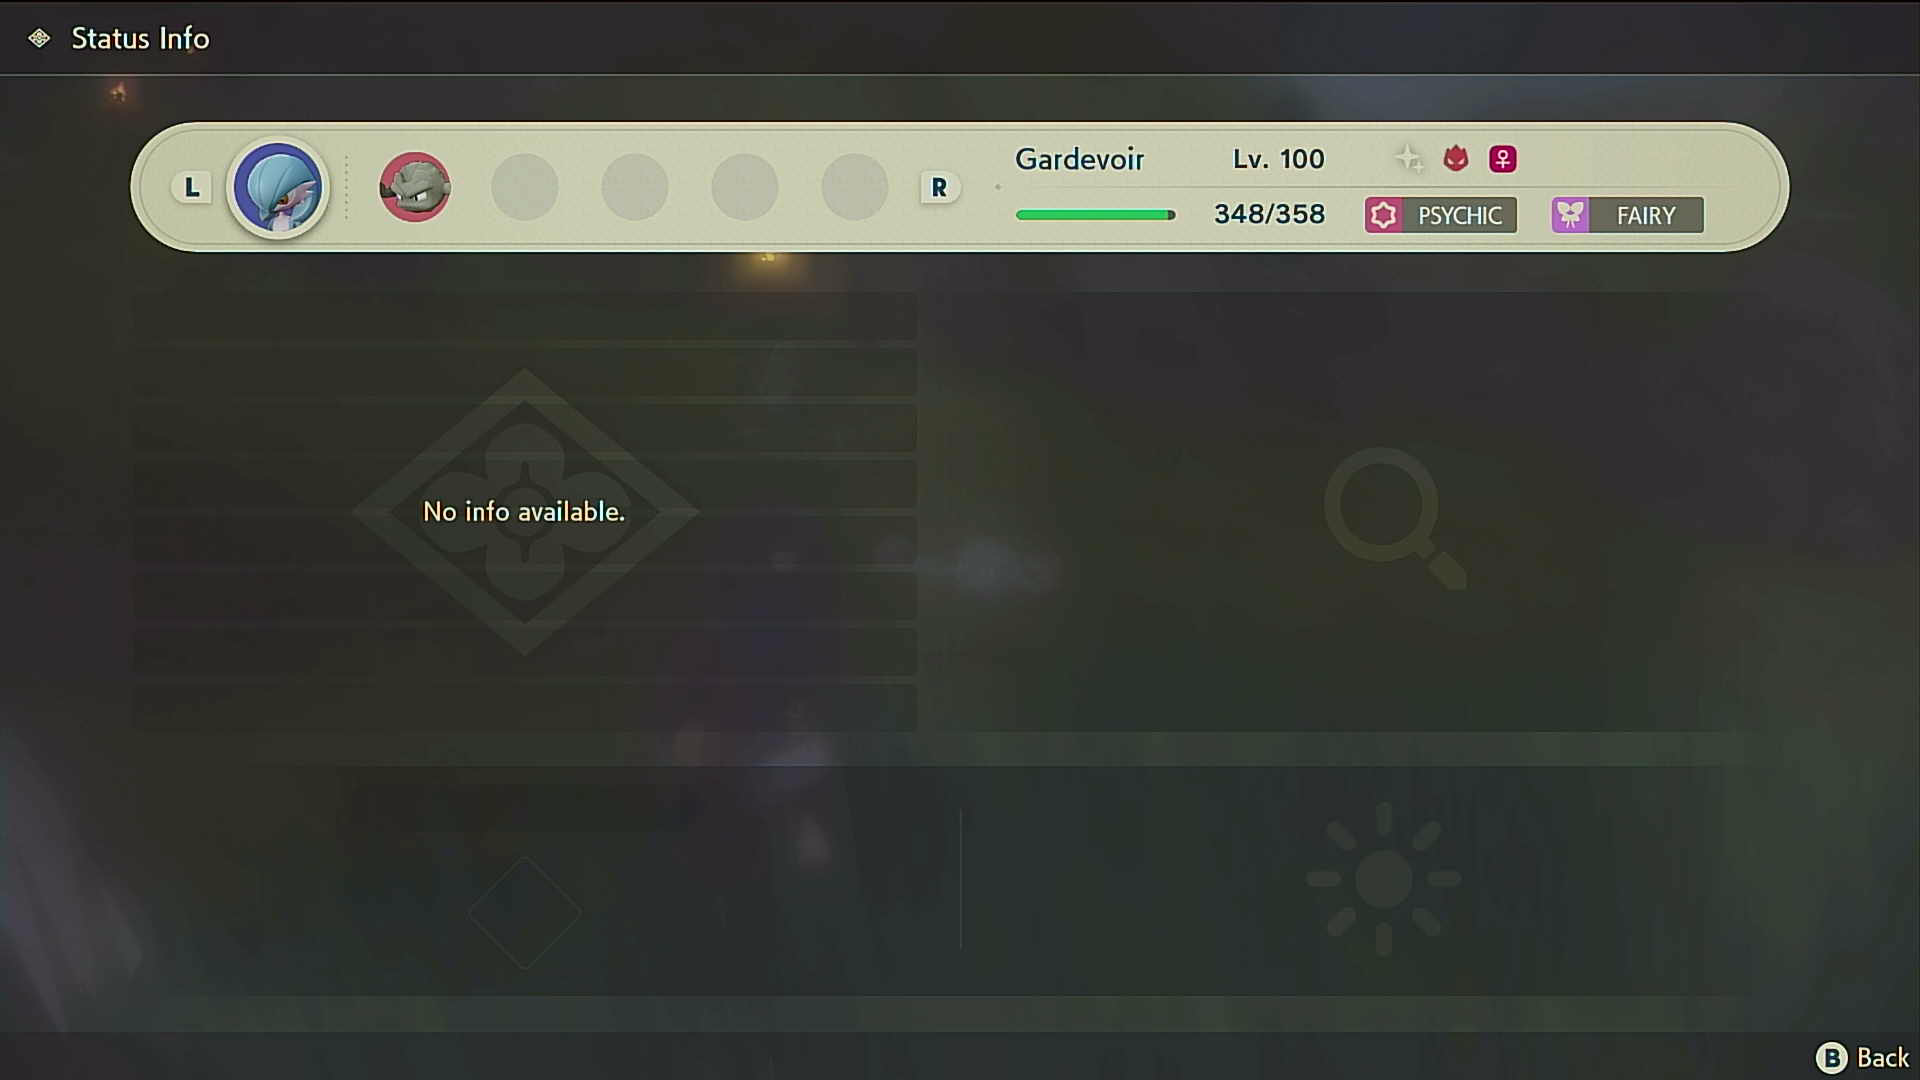 Status Info
L
R
Gardevoir Lv. 100 ♀
348/358 PSYCHIC FAIRY
No info available.
B Back